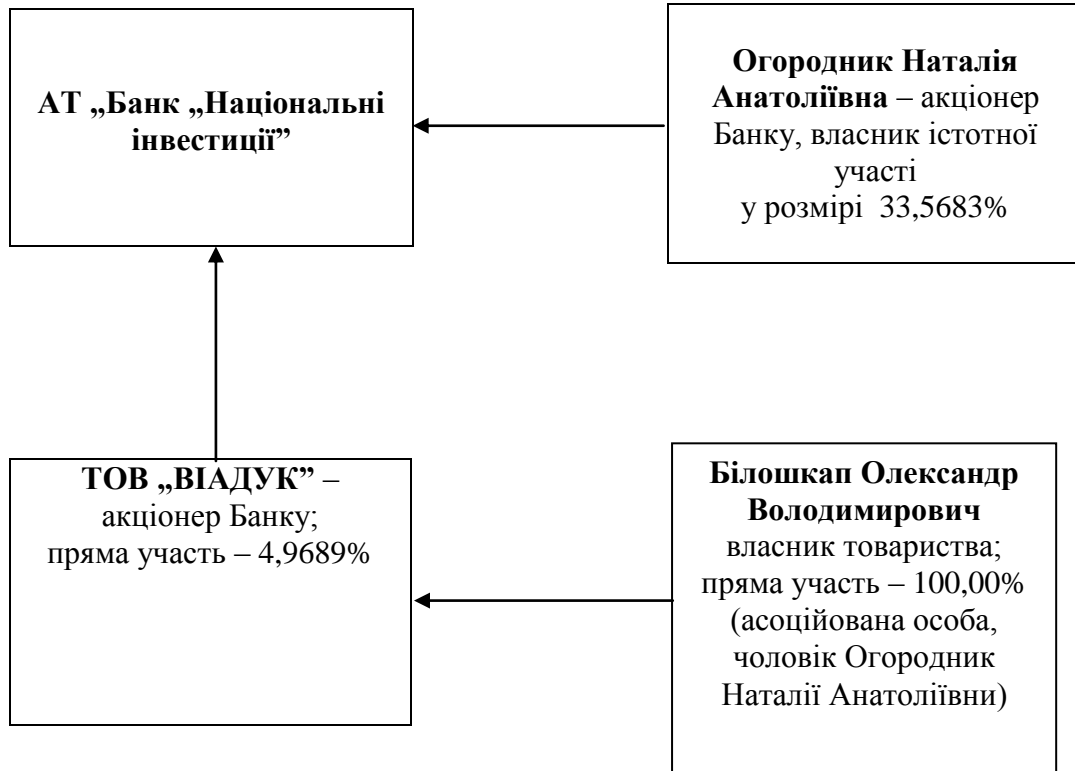 АТ „Банк „Національні
інвестиції”
Огородник Наталія
Анатоліївна – акціонер
Банку, власник істотної
участі
у розмірі 33,5683%
ТОВ „ВІАДУК” –
акціонер Банку;
пряма участь – 4,9689%
Білошкап Олександр
Володимирович
власник товариства;
пряма участь – 100,00%
(асоційована особа,
чоловік Огородник
Наталії Анатоліївни)